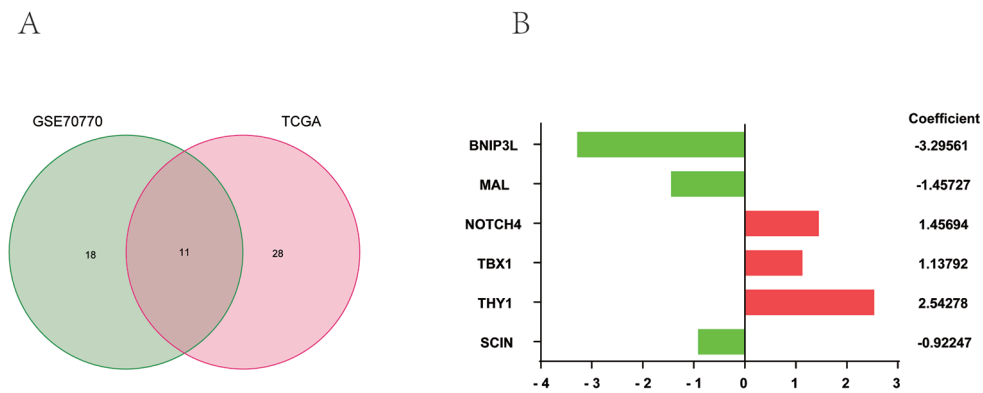 A
B
GSE70770 TCGA
18 11 28
Coefficient
BNIP3L -3.29561
MAL -1.45727
NOTCH4 1.45694
TBX1 1.13792
THY1 2.54278
SCIN -0.92247
- 4 - 3 - 2 - 1 0 1 2 3